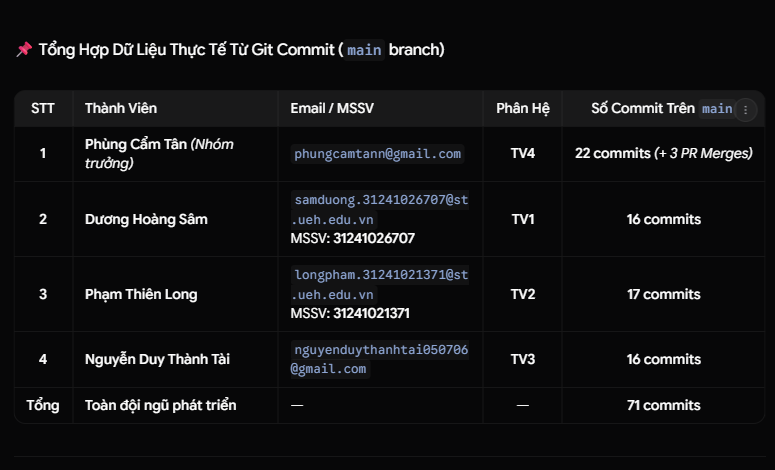 📌 Tổng Hợp Dữ Liệu Thực Tế Từ Git Commit (main branch)
STT Thành Viên Email / MSSV Phân Hệ Số Commit Trên main
1 Phùng Cẩm Tân (Nhóm trưởng) phungcamtann@gmail.com TV4 22 commits (+ 3 PR Merges)
2 Dương Hoàng Sâm samduong.31241026707@st
.ueh.edu.vn
MSSV: 31241026707 TV1 16 commits
3 Phạm Thiên Long longpham.31241021371@st
.ueh.edu.vn
MSSV: 31241021371 TV2 17 commits
4 Nguyễn Duy Thành Tài nguyenduythanhtai050706
@gmail.com TV3 16 commits
Tổng Toàn đội ngũ phát triển — — 71 commits